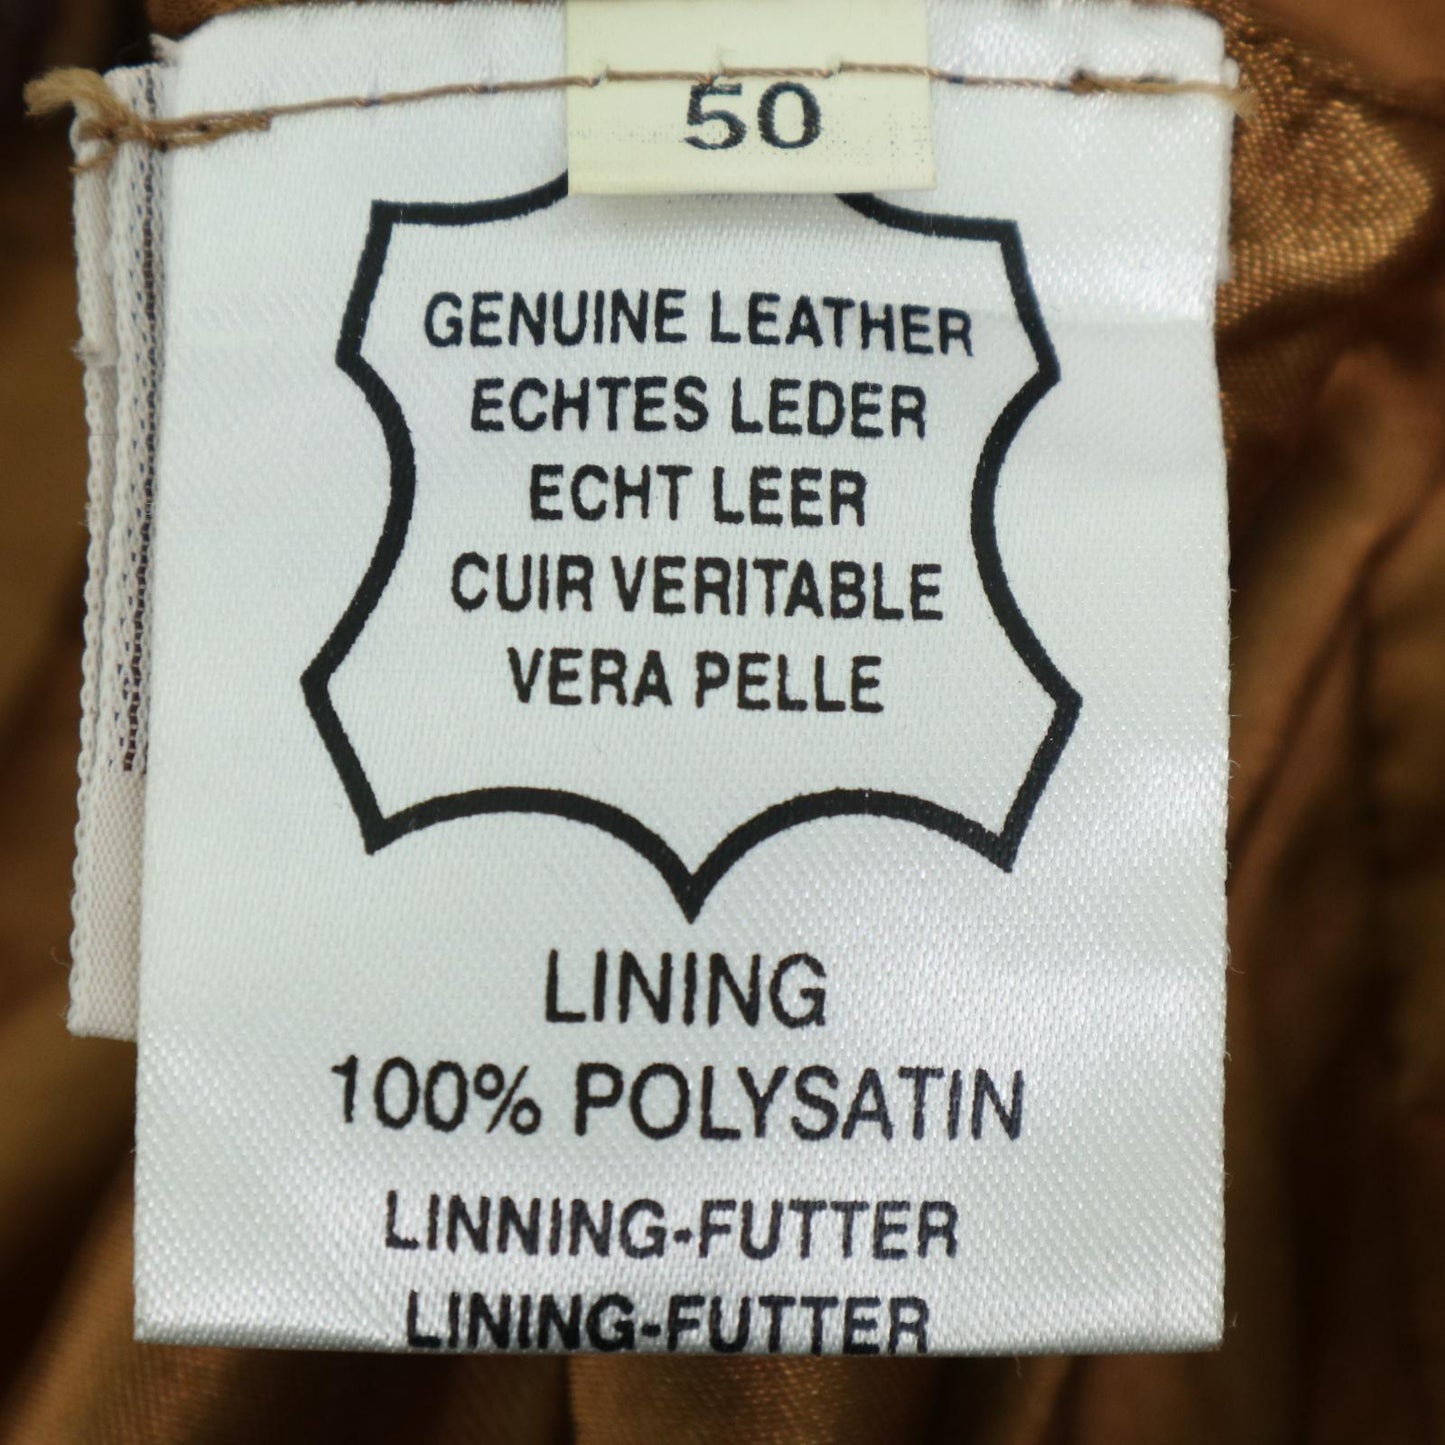 50
GENUINE LEATHER
ECHTES LEDER
ECHT LEER
CUIR VERITABLE
VERA PELLE
LINING
100% POLYSATIN
LINNING-FUTTER
LINING-FUTTER